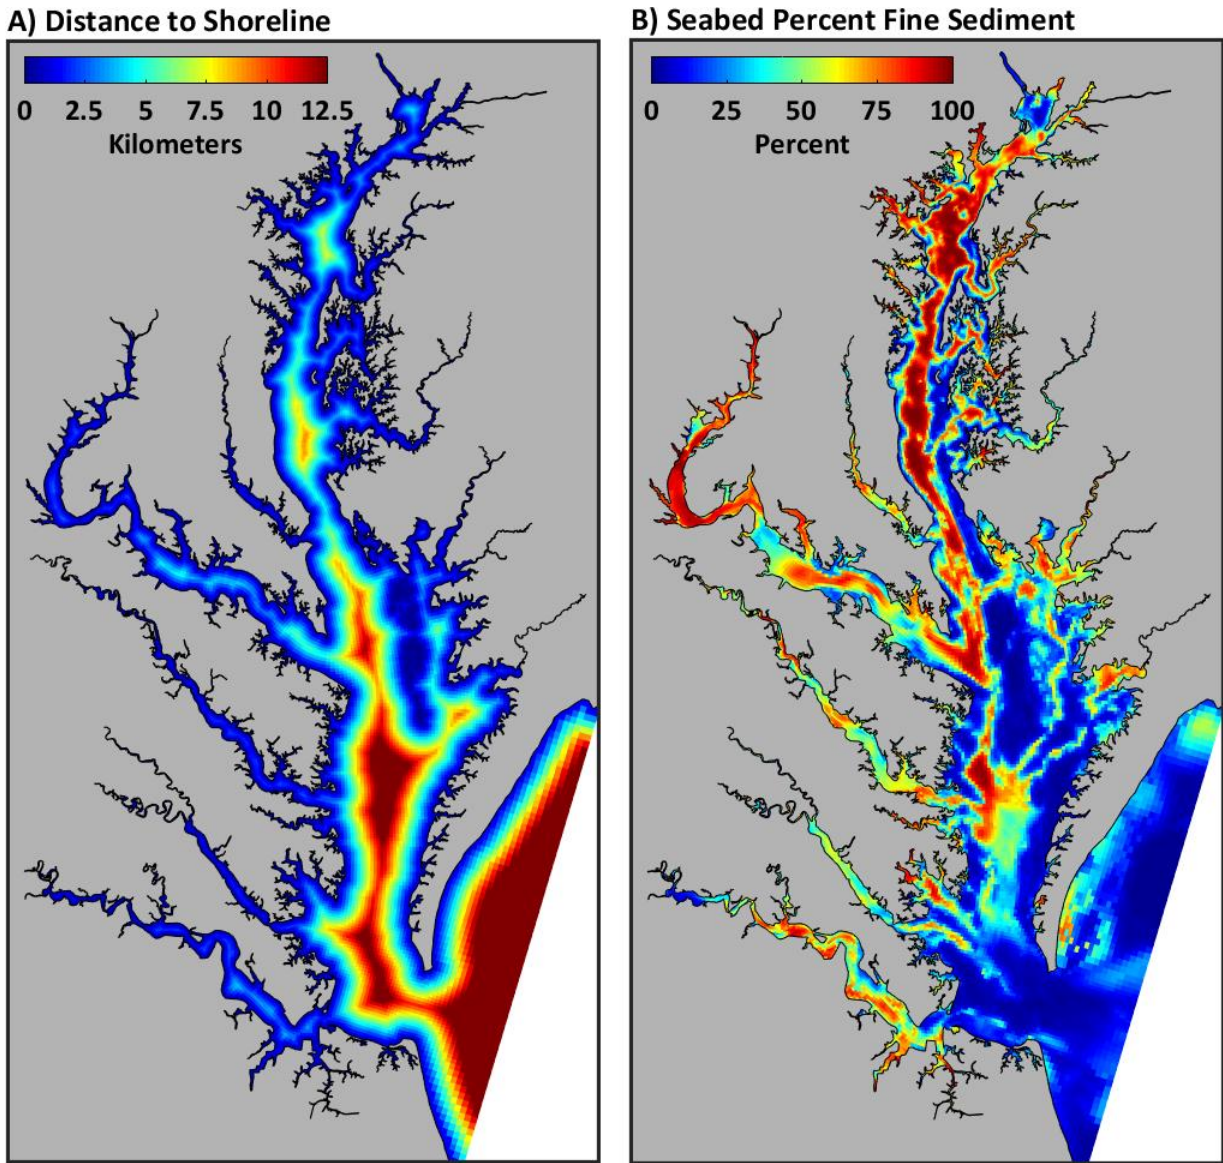 A) Distance to Shoreline
0 2.5 5 7.5 10 12.5
Kilometers
B) Seabed Percent Fine Sediment
0 25 50 75 100
Percent